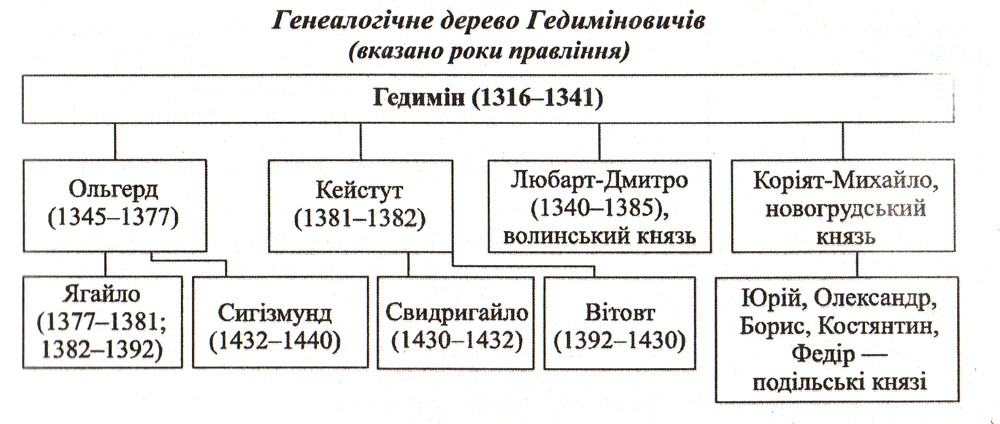 Генеалогічне дерево Гедиміновичів
(вказано роки правління)
Гедимін (1316–1341)
Ольгерд
(1345–1377)
Кейстут
(1381–1382)
Любарт-Дмитро
(1340–1385),
волинський князь
Коріят-Михайло,
новогрудський
князь
Ягайло
(1377–1381;
1382–1392)
Сигізмунд
(1432–1440)
Свидригайло
(1430–1432)
Вітовт
(1392–1430)
Юрій, Олександр,
Борис, Костянтин,
Федір —
подільські князі